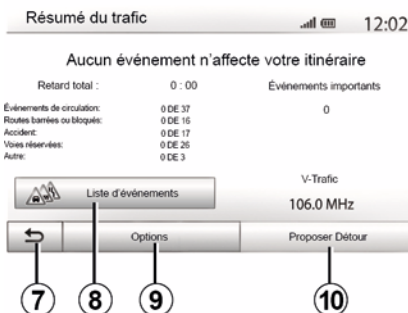 Résumé du trafic
12:02
Aucun événement n'affecte votre itinéraire
Retard total : 0 : 00
Événements importants
0
Événements de circulation: 0 DE 37
Routes barrées ou bloqués: 0 DE 16
Accident: 0 DE 17
Voies réservées: 0 DE 26
Autre: 0 DE 3
Liste d'événements
V-Trafic
106.0 MHz
Options
Proposer Détour
7
8
9
10